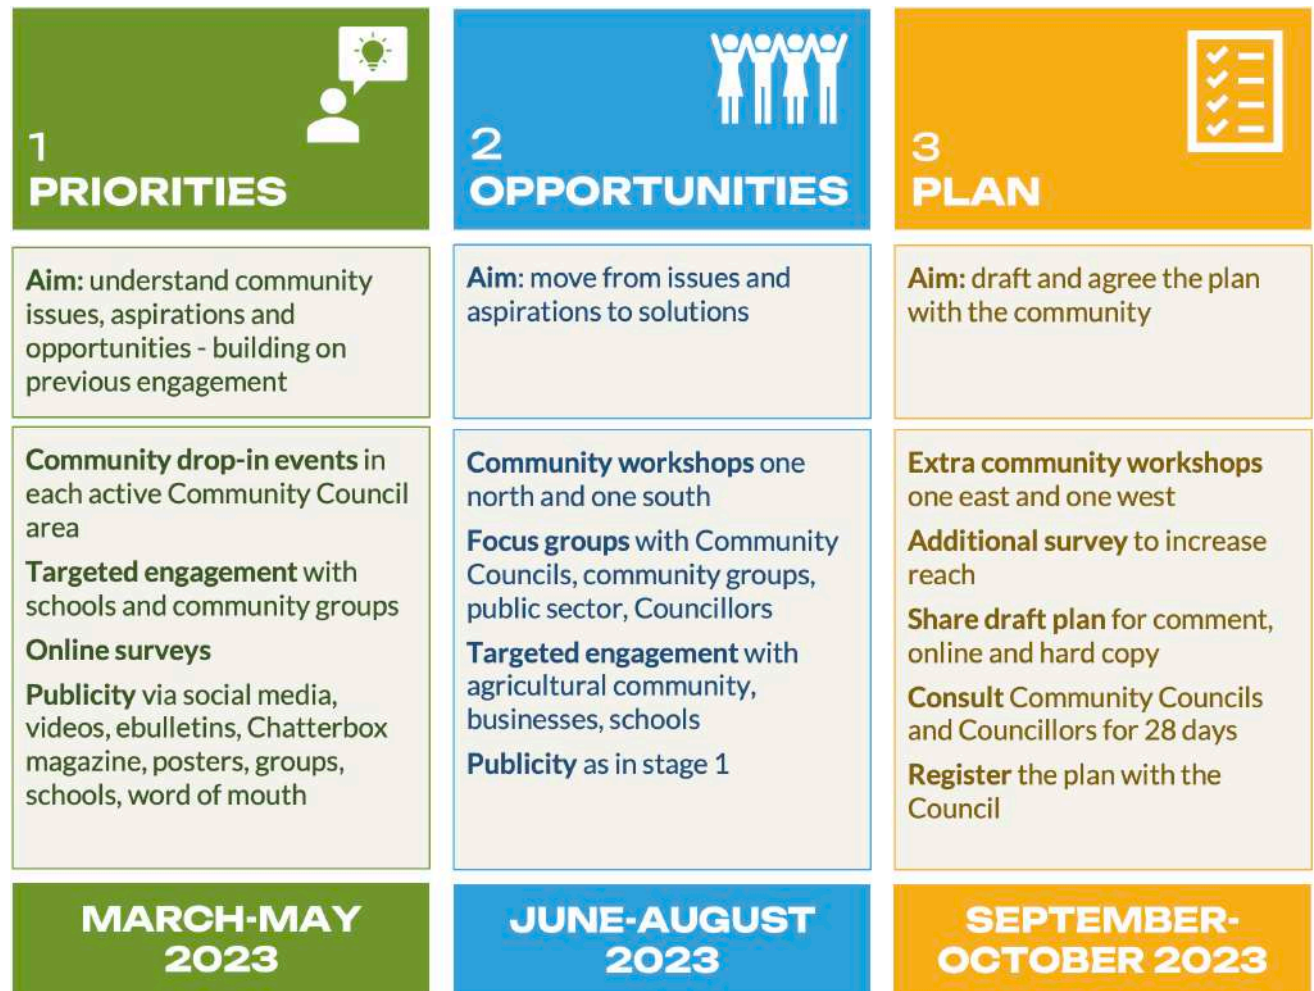 1
PRIORITIES
Aim: understand community
issues, aspirations and
opportunities - building on
previous engagement
Community drop-in events in
each active Community Council
area
Targeted engagement with
schools and community groups
Online surveys
Publicity via social media,
videos, ebulletins, Chatterbox
magazine, posters, groups,
schools, word of mouth
MARCH-MAY
2023
2
OPPORTUNITIES
Aim: move from issues and
aspirations to solutions
Community workshops one
north and one south
Focus groups with Community
Councils, community groups,
public sector, Councillors
Targeted engagement with
agricultural community,
businesses, schools
Publicity as in stage 1
JUNE-AUGUST
2023
3
PLAN
Aim: draft and agree the plan
with the community
Extra community workshops
one east and one west
Additional survey to increase
reach
Share draft plan for comment,
online and hard copy
Consult Community Councils
and Councillors for 28 days
Register the plan with the
Council
SEPTEMBER-
OCTOBER 2023